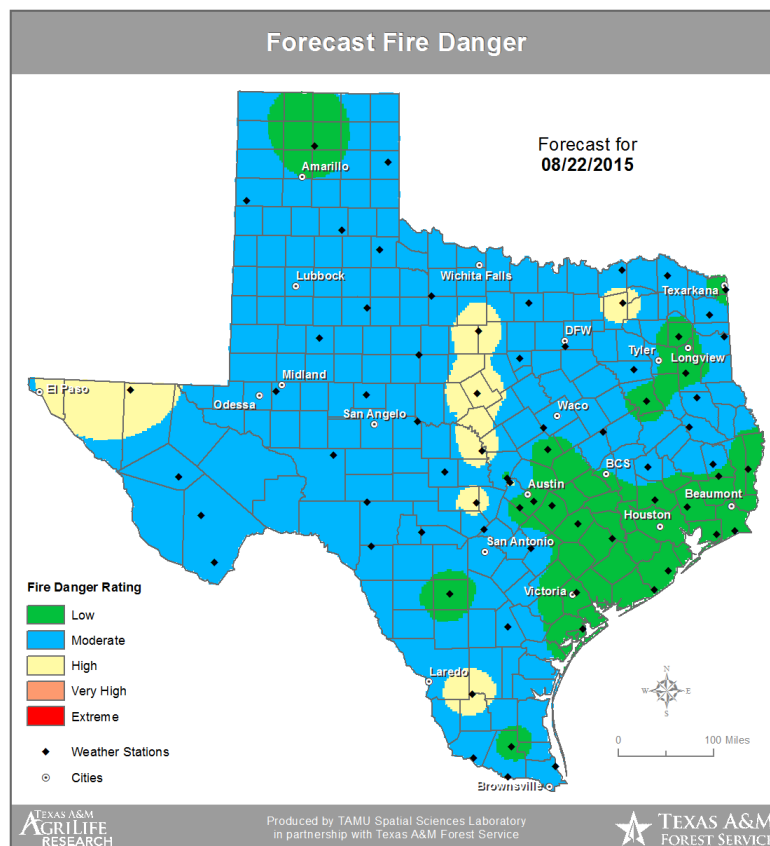 Forecast Fire Danger
Forecast for
08/22/2015
Amarillo
Lubbock
Wichita Falls
Texarkana
DFW
Tyler
Longview
El Paso
Midland
Odessa
San Angelo
Waco
BCS
Austin
Beaumont
Houston
San Antonio
Victoria
Laredo
Brownsville
Fire Danger Rating
Low
Moderate
High
Very High
Extreme
Weather Stations
Cities
N
W E
S
0 100 Miles
TEXAS A&M
AGRILIFE
RESEARCH
Produced by TAMU Spatial Sciences Laboratory
in partnership with Texas A&M Forest Service
TEXAS A&M
FOREST SERVICE